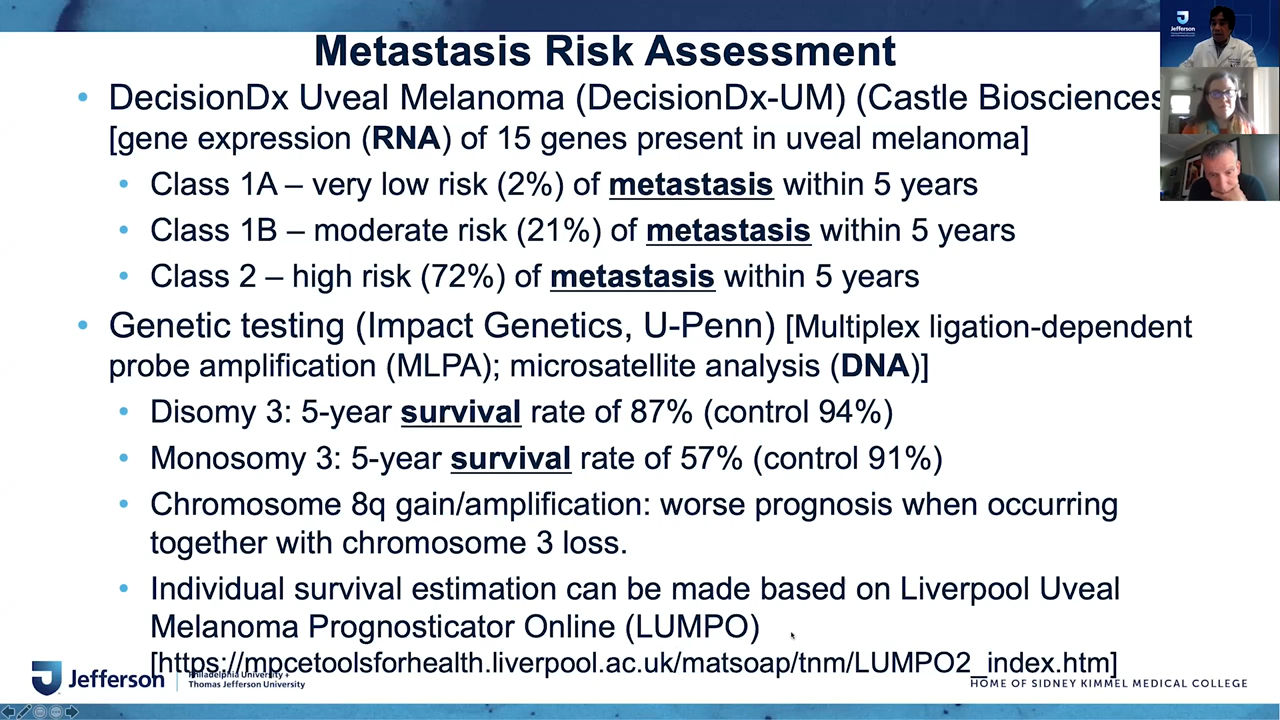 Metastasis Risk Assessment
• DecisionDx Uveal Melanoma (DecisionDx-UM) (Castle Biosciences
[gene expression (RNA) of 15 genes present in uveal melanoma]
• Class 1A – very low risk (2%) of metastasis within 5 years
• Class 1B – moderate risk (21%) of metastasis within 5 years
• Class 2 – high risk (72%) of metastasis within 5 years
• Genetic testing (Impact Genetics, U-Penn) [Multiplex ligation-dependent
probe amplification (MLPA); microsatellite analysis (DNA)]
• Disomy 3: 5-year survival rate of 87% (control 94%)
• Monosomy 3: 5-year survival rate of 57% (control 91%)
• Chromosome 8q gain/amplification: worse prognosis when occurring
together with chromosome 3 loss.
• Individual survival estimation can be made based on Liverpool Uveal
Melanoma Prognosticator Online (LUMPO)
[https://mpcetoolsforhealth.liverpool.ac.uk/matsoap/tnm/LUMPO2_index.htm]
Jefferson
Philadelphia University +
Thomas Jefferson University
HOME OF SIDNEY KIMMEL MEDICAL COLLEGE
Jefferson